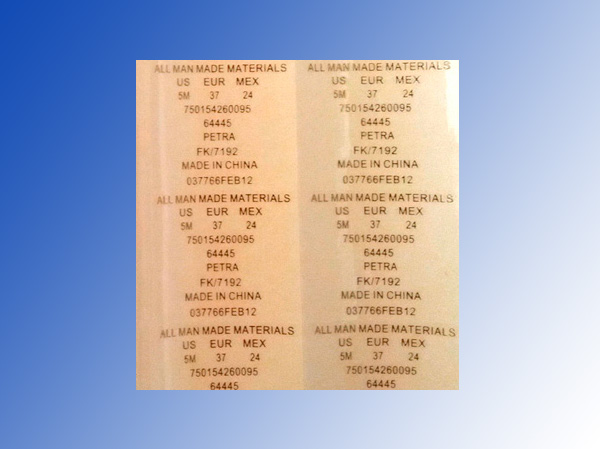 ALL MAN MADE MATERIALS
US EUR MEX
5M 37 24
750154260095
64445
PETRA
FK/7192
MADE IN CHINA
037766FEB12
ALL MAN MADE MATERIALS
US EUR MEX
5M 37 24
750154260095
64445
PETRA
FK/7192
MADE IN CHINA
037766FEB12
ALL MAN MADE MATERIALS
US EUR MEX
5M 37 24
750154260095
64445
ALL MAN MADE MATERIALS
US EUR MEX
5M 37 24
750154260095
64445
PETRA
FK/7192
MADE IN CHINA
037766FEB12
ALL MAN MADE MATERIALS
US EUR MEX
5M 37 24
750154260095
64445
PETRA
FK/7192
MADE IN CHINA
037766FEB12
ALL MAN MADE MATERIALS
US EUR MEX
5M 37 24
750154260095
64445